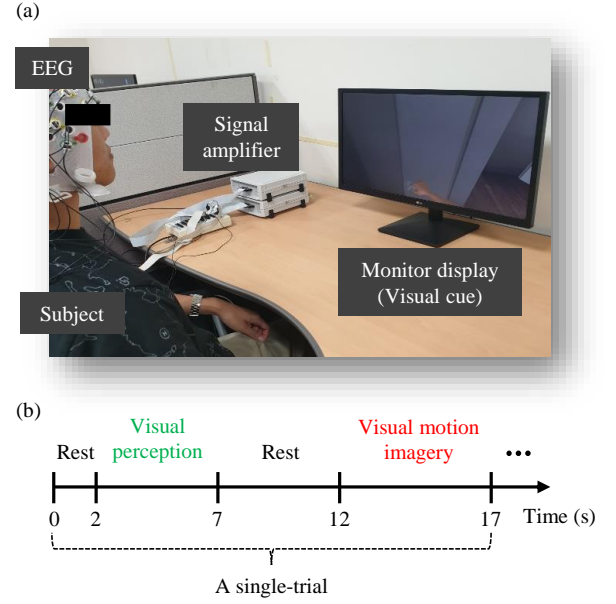 (a)
EEG
Signal
amplifier
Monitor display
(Visual cue)
Subject
(b)
Rest
Visual
perception
Rest
Visual motion
imagery
•••
0 2 7 12 17 Time (s)
A single-trial